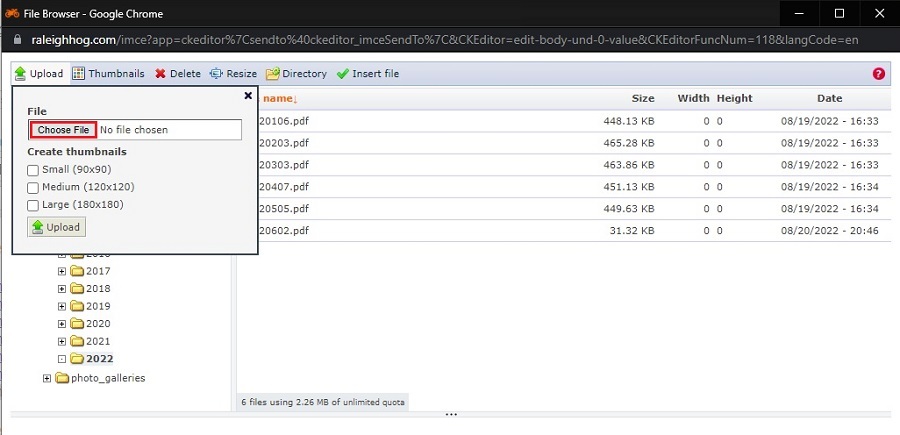 File Browser - Google Chrome
raleighhog.com/imce?app=ckeditor%7Csendto%40ckeditor_imceSendTo%7C&CKEditor=edit-body-und-0-value&CKEditorFuncNum=118&langCode=en
Upload Thumbnails Delete Resize Directory Insert file ?
name↓ Size Width Height Date
File
Choose File No file chosen
Create thumbnails
Small (90x90)
Medium (120x120)
Large (180x180)
Upload
20106.pdf 448.13 KB 0 0 08/19/2022 - 16:33
20203.pdf 465.28 KB 0 0 08/19/2022 - 16:33
20303.pdf 463.86 KB 0 0 08/19/2022 - 16:33
20407.pdf 451.13 KB 0 0 08/19/2022 - 16:34
20505.pdf 449.63 KB 0 0 08/19/2022 - 16:34
20602.pdf 31.32 KB 0 0 08/20/2022 - 20:46
2017
2018
2019
2020
2021
2022
photo_galleries
6 files using 2.26 MB of unlimited quota